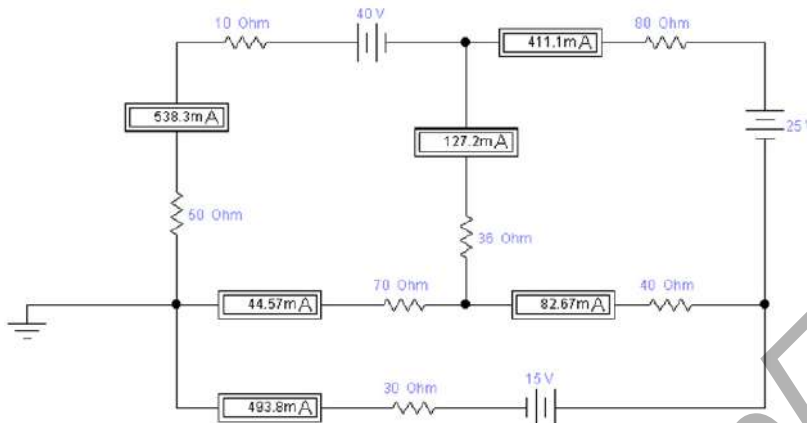 10 Ohm
40 V
411.1mA
80 Ohm
538.3mA
127.2mA
25 V
50 Ohm
36 Ohm
44.57mA
70 Ohm
82.67mA
40 Ohm
493.8mA
30 Ohm
15 V